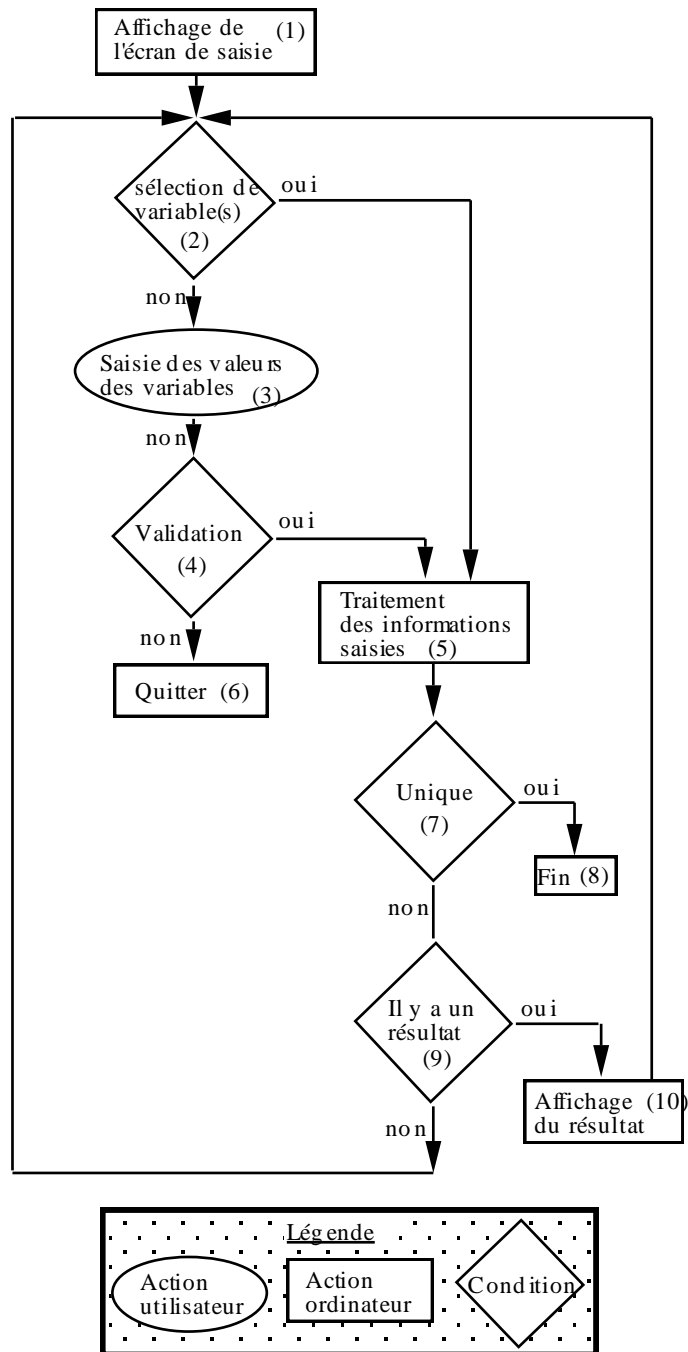 Affichage de (1)
l'écran de saisie
sélection de
variable(s)
(2)
oui
non
Saisie des valeurs
des variables (3)
non
Validation
(4)
oui
non
Quitter (6)
Traitement
des informations
saisies (5)
Unique
(7)
oui
Fin (8)
non
Il y a un
résultat
(9)
oui
Affichage (10)
du résultat
non
Légende
Action
utilisateur
Action
ordinateur
Condition